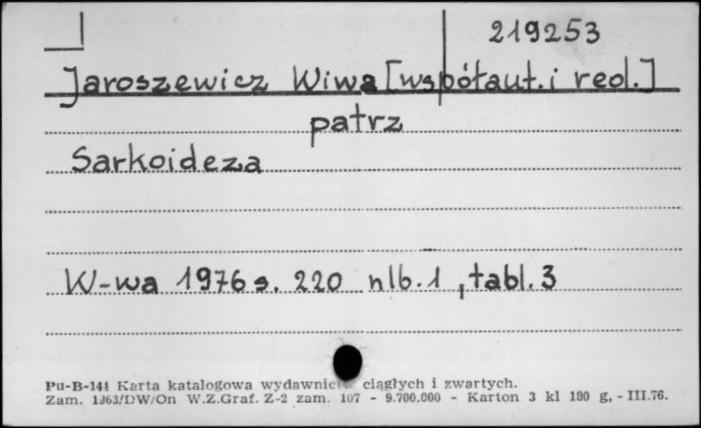 219253
Jaroszewicz Wiwa [współaut. i red.]
patrz
Sarkoideza
W-wa 1976 s. 220 nlb. 1, tabl. 3
Pu-B-141 Karta katalogowa wydawnictw ciągłych i zwartych.
Zam. 1363/DW/On W.Z.Graf. Z-2 zam. 107 - 9.700.000 - Karton 3 kl 180 g, - III.76.